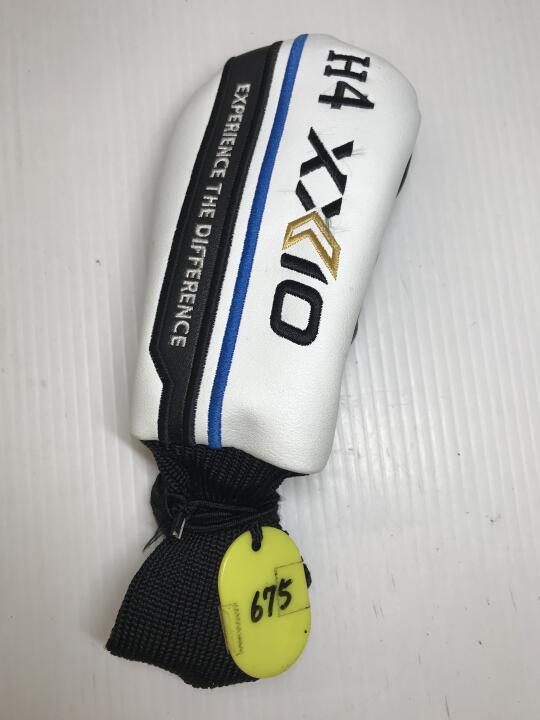 H4 XXIO
EXPERIENCE THE DIFFERENCE
675